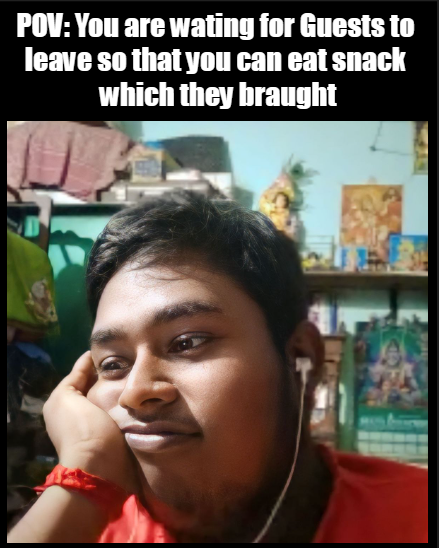 POV: You are wating for Guests to
leave so that you can eat snack
which they braught